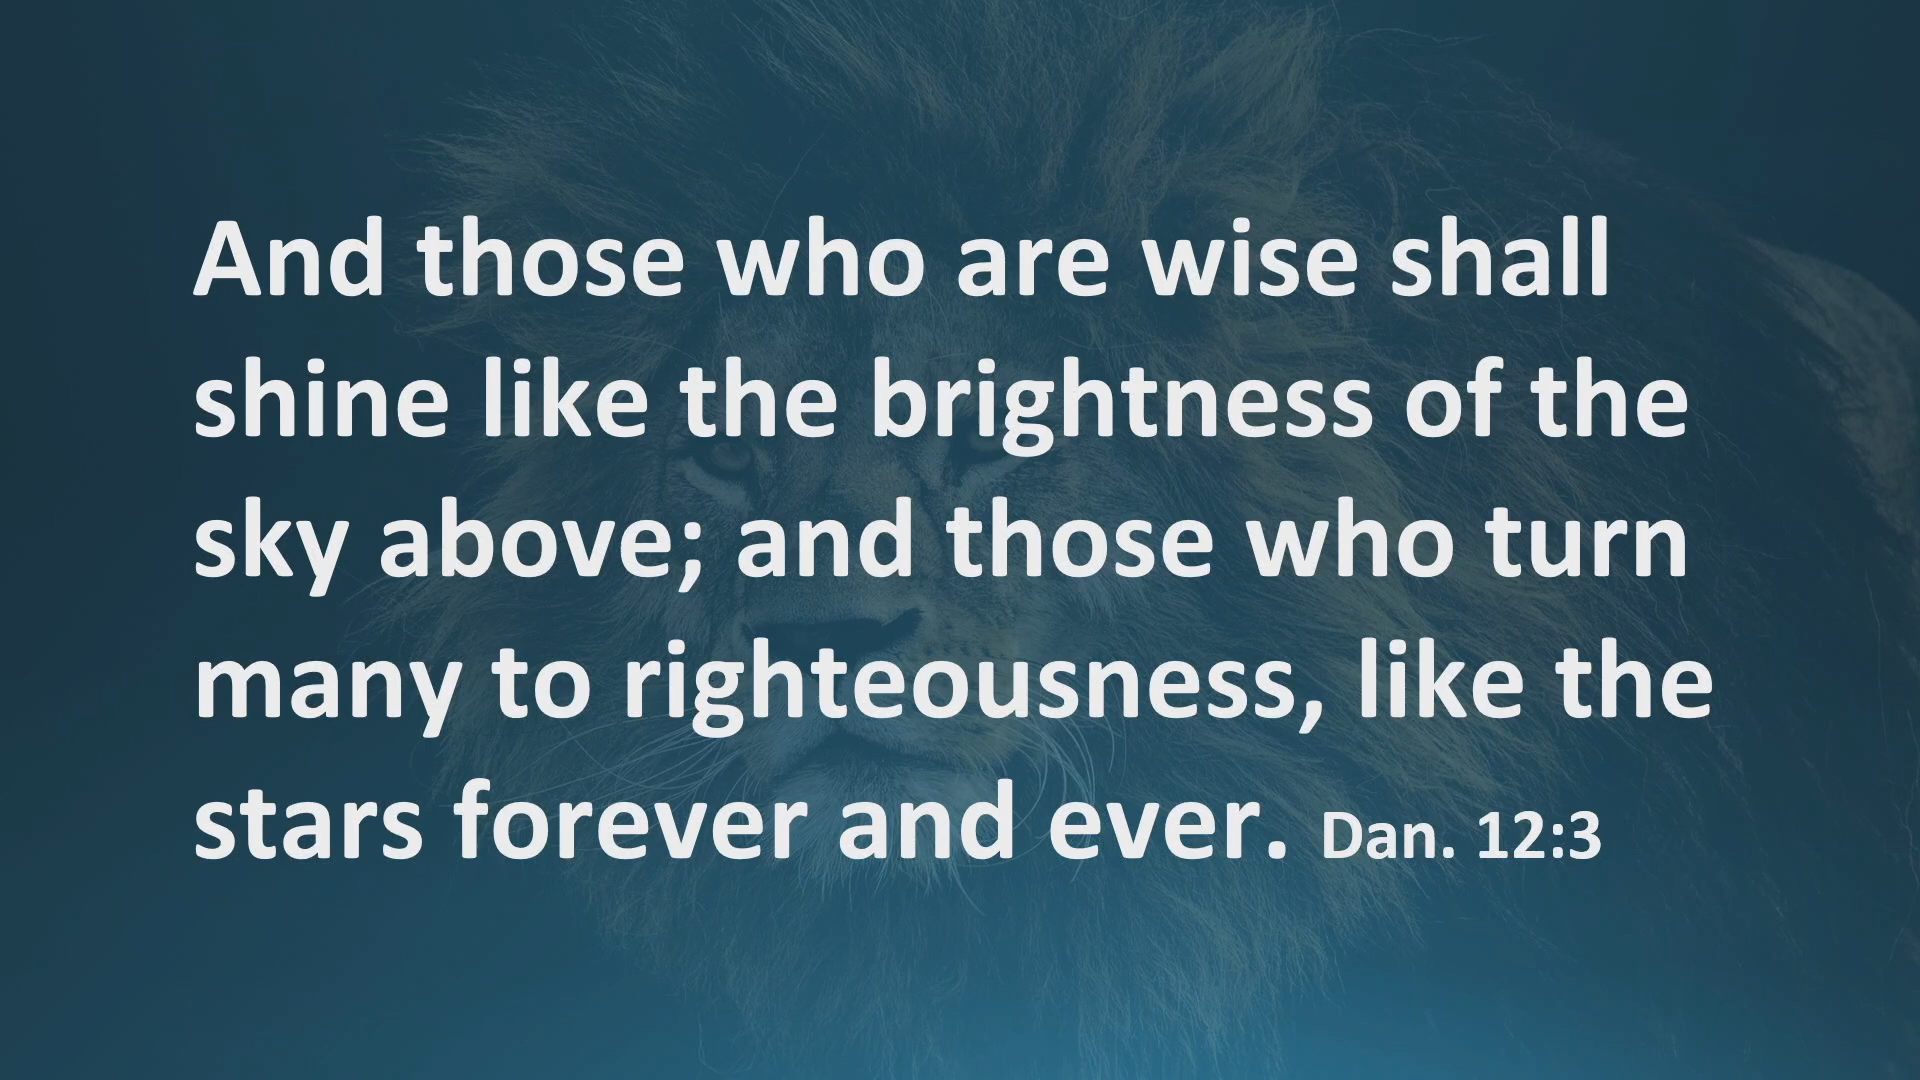 And those who are wise shall
shine like the brightness of the
sky above; and those who turn
many to righteousness, like the
stars forever and ever. Dan. 12:3